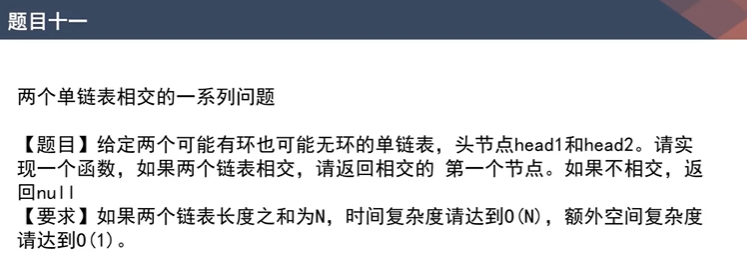 题目十一
两个单链表相交的一系列问题
【题目】给定两个可能有环也可能无环的单链表，头节点head1和head2。请实
现一个函数，如果两个链表相交，请返回相交的 第一个节点。如果不相交，返
回null
【要求】如果两个链表长度之和为N，时间复杂度请达到O(N)，额外空间复杂度
请达到O(1)。